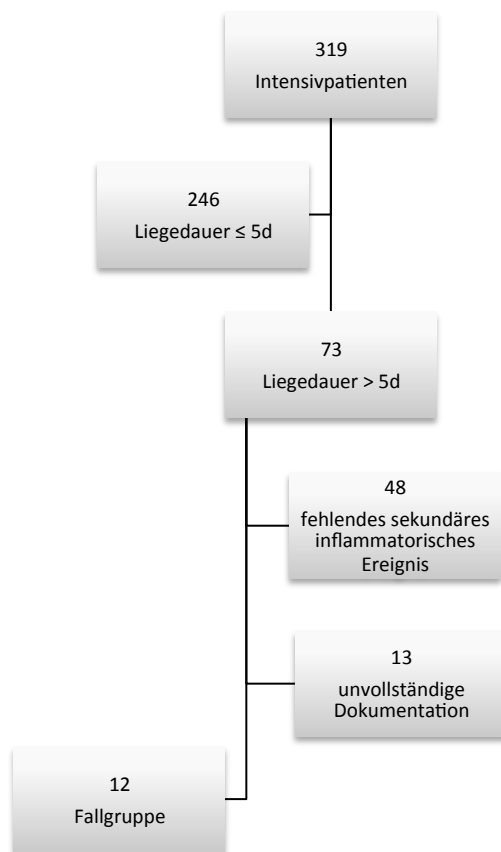 319
Intensivpatienten
246
Liegedauer ≤ 5d
73
Liegedauer > 5d
48
fehlendes sekundäres
inflammatorisches
Ereignis
13
unvollständige
Dokumentation
12
Fallgruppe